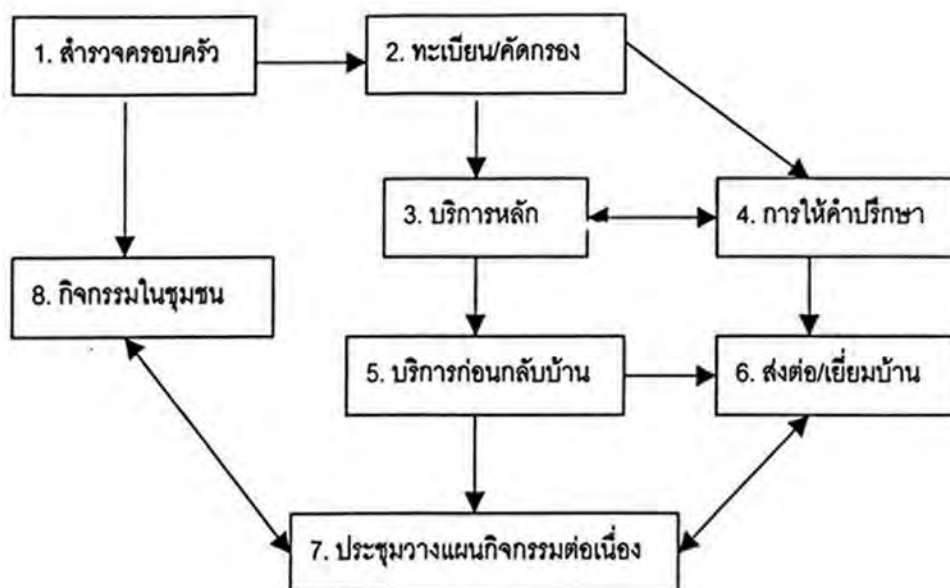 1. สำรวจครอบครัว
2. ทะเบียน/คัดกรอง
3. บริการหลัก
4. การให้คำปรึกษา
8. กิจกรรมในชุมชน
5. บริการก่อนกลับบ้าน
6. ส่งต่อ/เยี่ยมบ้าน
7. ประชุมวางแผนกิจกรรมต่อเนื่อง